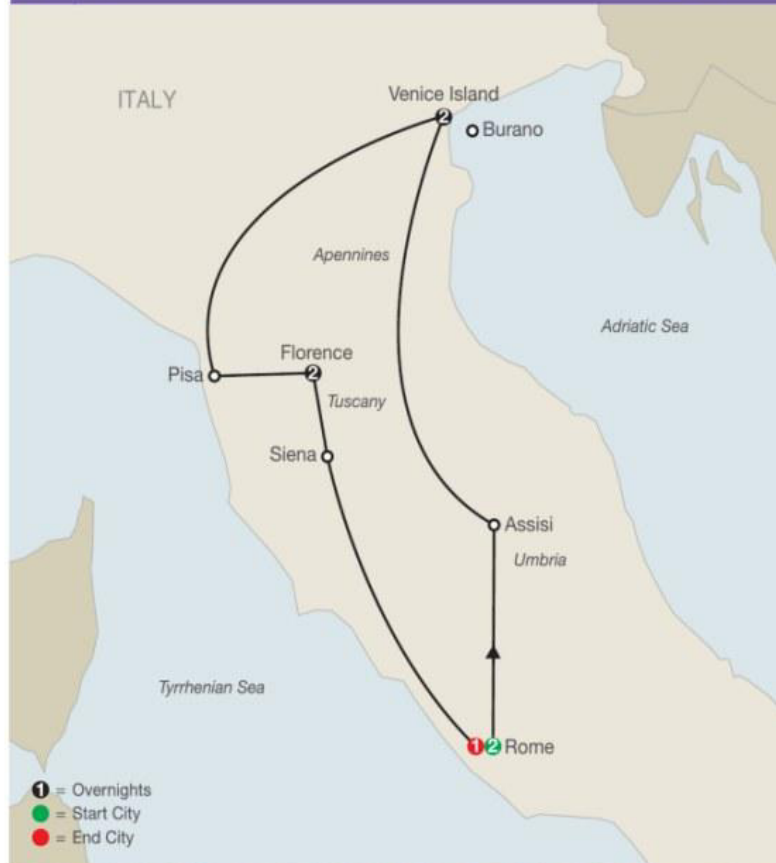 ITALY
Venice Island
2
Burano
Apennines
Adriatic Sea
Florence
Pisa
2
Tuscany
Siena
Assisi
Umbria
Tyrrhenian Sea
1 2 Rome
1 = Overnights
= Start City
= End City